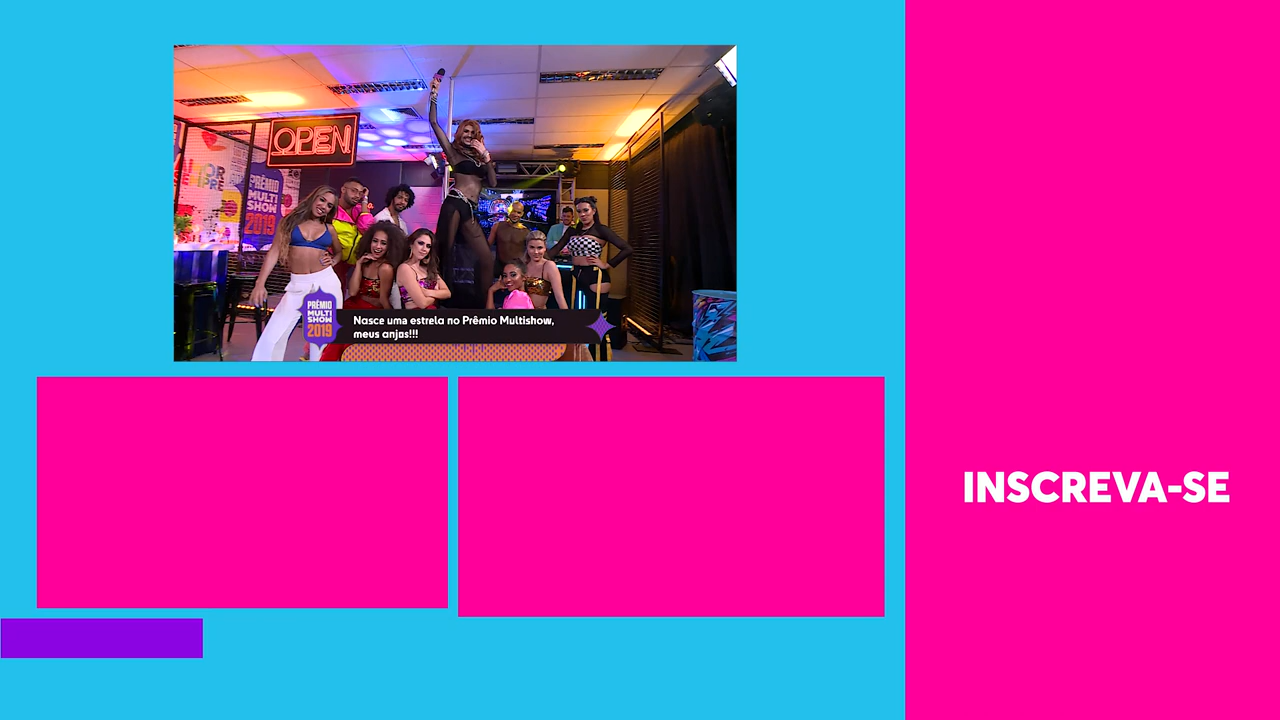 OPEN
PRÊMIO
MULTI
SHOW
2019
PRÊMIO
MULTI
SHOW
2019
Nasce uma estrela no Prêmio Multishow,
meus anjos!!!
INSCREVA-SE